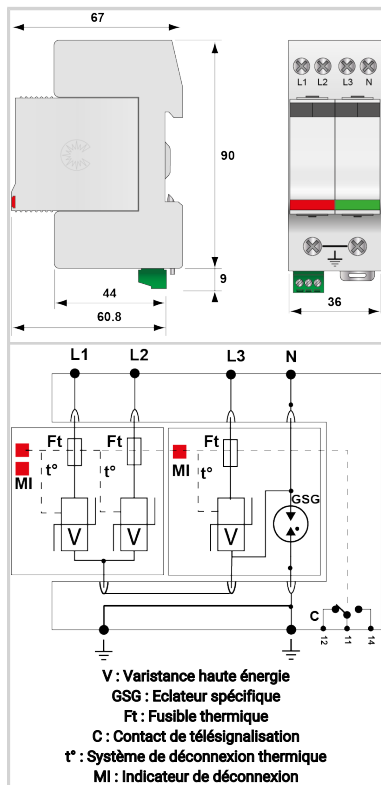 67
L1 L2 L3 N
90
9
44
60.8
36
L1 L2 L3 N
Ft Ft Ft
MI t° t° MI t°
GSG
V V V
C
12 11 14
V : Varistance haute énergie
GSG : Eclateur spécifique
Ft : Fusible thermique
C : Contact de télésignalisation
t° : Système de déconnexion thermique
MI : Indicateur de déconnexion